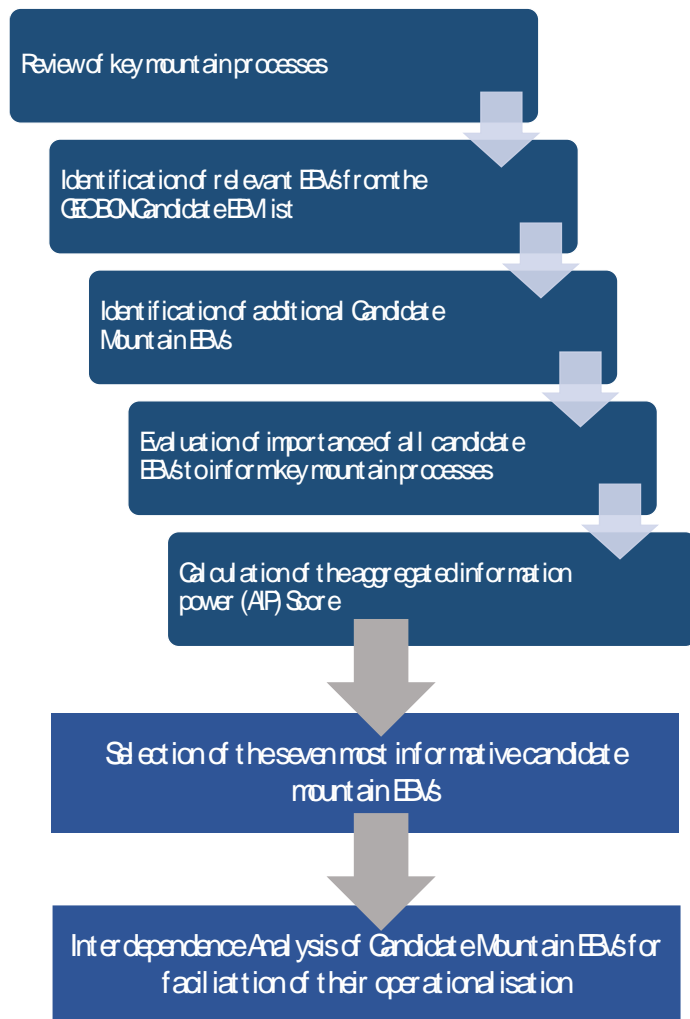 Review of key mountain processes
Identification of relevant EBVs from the
GEOBON Candidate EBV list
Identification of additional Candidate
Mountain EBVs
Evaluation of importance of all candidate
EBVs to inform key mountain processes
Calculation of the aggregated information
power (AIP) Score
Selection of the seven most informative candidate
mountain EBVs
Interdependence Analysis of Candidate Mountain EBVs for
faciliattion of their operationalisation